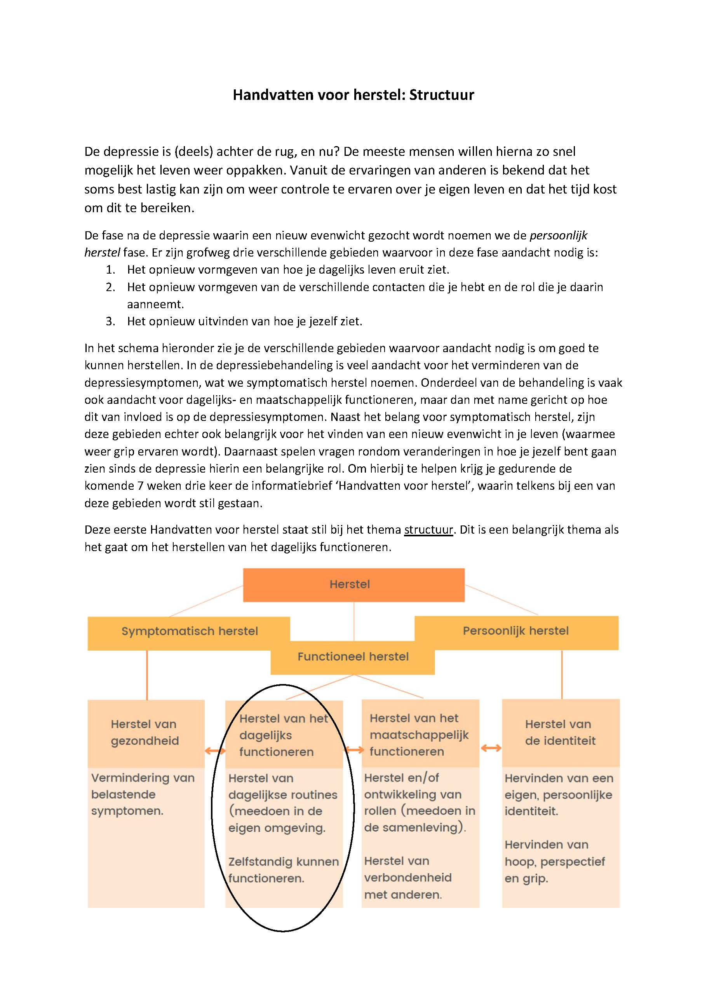 Handvatten voor herstel: Structuur
De depressie is (deels) achter de rug, en nu? De meeste mensen willen hierna zo snel
mogelijk het leven weer oppakken. Vanuit de ervaringen van anderen is bekend dat het
soms best lastig kan zijn om weer controle te ervaren over je eigen leven en dat het tijd kost
om dit te bereiken.
De fase na de depressie waarin een nieuw evenwicht gezocht wordt noemen we de persoonlijk
herstel fase. Er zijn grofweg drie verschillende gebieden waarvoor in deze fase aandacht nodig is:
1. Het opnieuw vormgeven van hoe je dagelijks leven eruit ziet.
2. Het opnieuw vormgeven van de verschillende contacten die je hebt en de rol die je daarin
aanneemt.
3. Het opnieuw uitvinden van hoe je jezelf ziet.
In het schema hieronder zie je de verschillende gebieden waarvoor aandacht nodig is om goed te
kunnen herstellen. In de depressiebehandeling is veel aandacht voor het verminderen van de
depressiesymptomen, wat we symptomatisch herstel noemen. Onderdeel van de behandeling is vaak
ook aandacht voor dagelijks- en maatschappelijk functioneren, maar dan met name gericht op hoe
dit van invloed is op de depressiesymptomen. Naast het belang voor symptomatisch herstel, zijn
deze gebieden echter ook belangrijk voor het vinden van een nieuw evenwicht in je leven (waarmee
weer grip ervaren wordt). Daarnaast spelen vragen rondom veranderingen in hoe je jezelf bent gaan
zien sinds de depressie hierin een belangrijke rol. Om hierbij te helpen krijg je gedurende de
komende 7 weken drie keer de informatiebrief ‘Handvatten voor herstel’, waarin telkens bij een van
deze gebieden wordt stil gestaan.
Deze eerste Handvatten voor herstel staat stil bij het thema structuur. Dit is een belangrijk thema als
het gaat om het herstellen van het dagelijks functioneren.
Herstel
Symptomatisch herstel
Persoonlijk herstel
Functioneel herstel
Herstel van
gezondheid
Vermindering van
belastende
symptomen.
Herstel van het
dagelijks
functioneren
Herstel van
dagelijkse routines
(meedoen in de
eigen omgeving.
Zelfstandig kunnen
functioneren.
Herstel van het
maatschappelijk
functioneren
Herstel en/of
ontwikkeling van
rollen (meedoen in
de samenleving).
Herstel van
verbondenheid
met anderen.
Herstel van
de identiteit
Hervinden van een
eigen, persoonlijke
identiteit.
Hervinden van
hoop, perspectief
en grip.